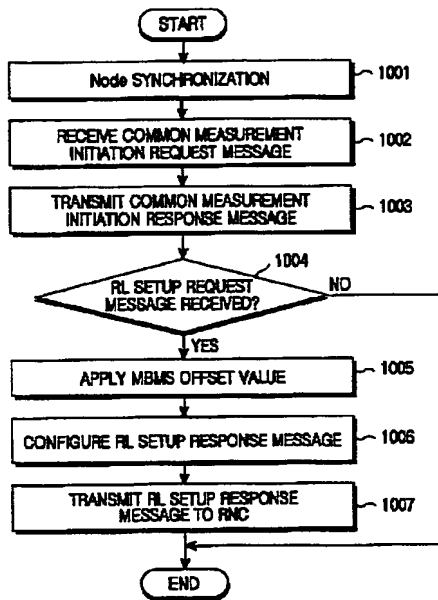 START
Node SYNCHRONIZATION
1001
RECEIVE COMMON MEASUREMENT
INITIATION REQUEST MESSAGE
1002
TRANSMIT COMMON MEASUREMENT
INITIATION RESPONSE MESSAGE
1003
1004
RL SETUP REQUEST
MESSAGE RECEIVED?
NO
YES
APPLY MBMS OFFSET VALUE
1005
CONFIGURE RL SETUP RESPONSE MESSAGE
1006
TRANSMIT RL SETUP RESPONSE
MESSAGE TO RNC
1007
END